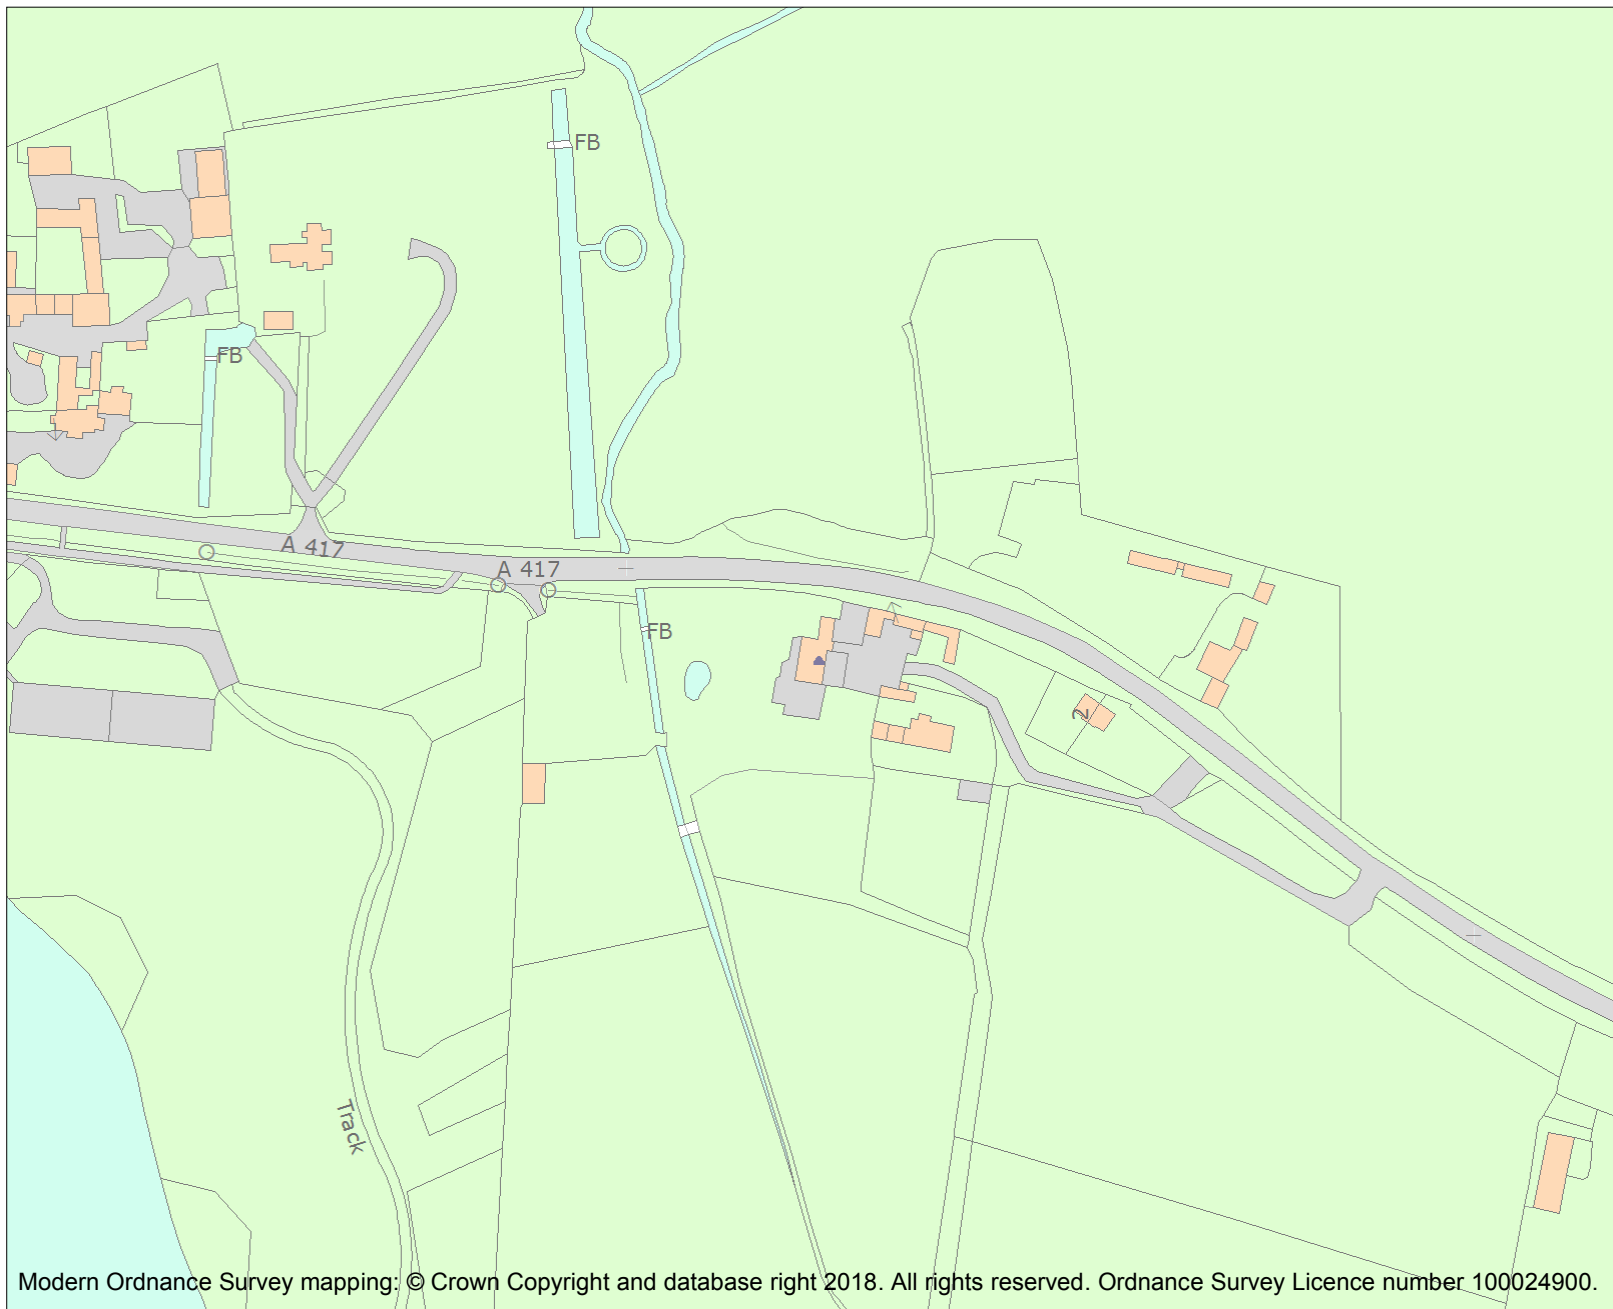 FB
FB
A 417
A 417
FB
2
Track
Modern Ordnance Survey mapping: © Crown Copyright and database right 2018. All rights reserved. Ordnance Survey Licence number 100024900.